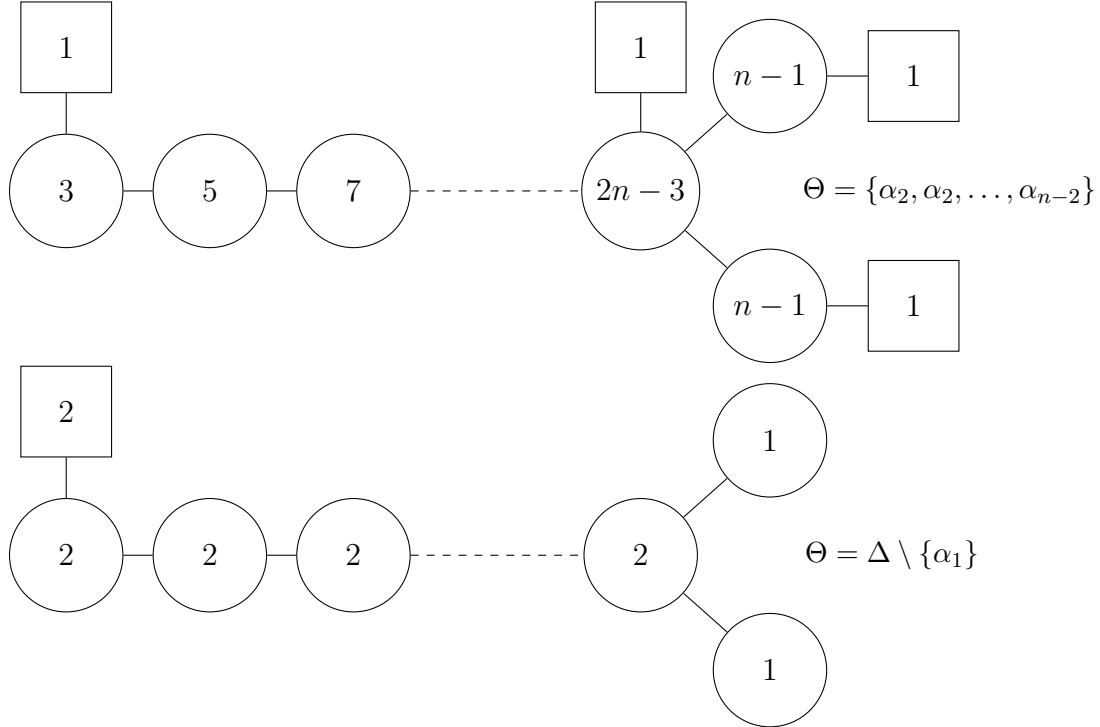 1 1
n − 1 1
3 5 7 2n − 3 Θ = {α₂, α₂, . . . , αₙ₋₂}
n − 1 1
2
1
2 2 2 2 Θ = Δ \ {α₁}
1